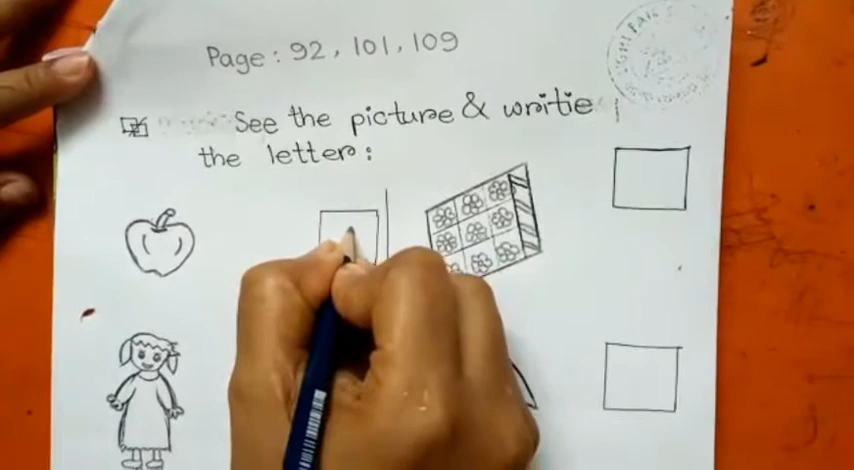 Page : 92, 101, 109
See the picture & writie
the letter :